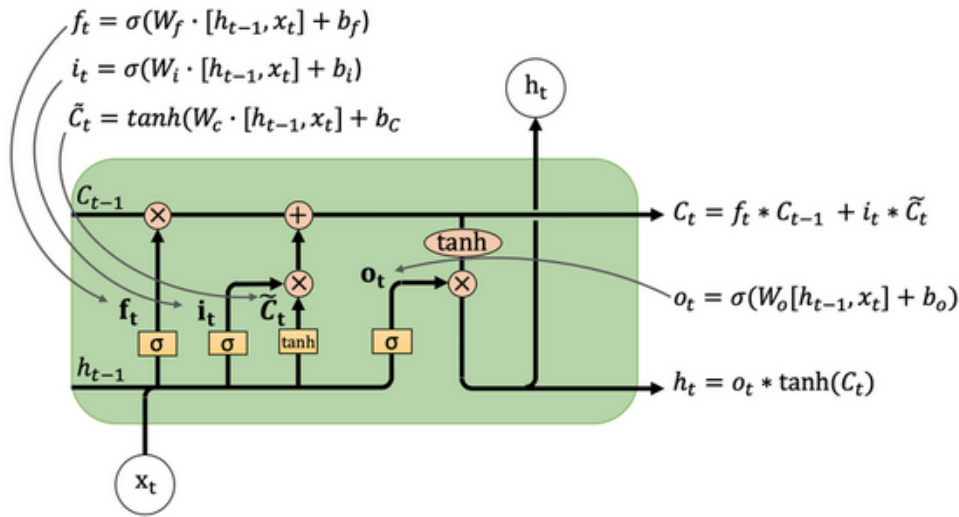 f_t = σ(W_f · [h_{t-1}, x_t] + b_f)
i_t = σ(W_i · [h_{t-1}, x_t] + b_i)
C̃_t = tanh(W_c · [h_{t-1}, x_t] + b_C
h_t
C_{t-1}
×
+
C_t = f_t * C_{t-1} + i_t * C̃_t
tanh
o_t
×
×
o_t = σ(W_o[h_{t-1}, x_t] + b_o)
f_t
i_t
C̃_t
σ
σ
tanh
σ
h_{t-1}
h_t = o_t * tanh(C_t)
x_t